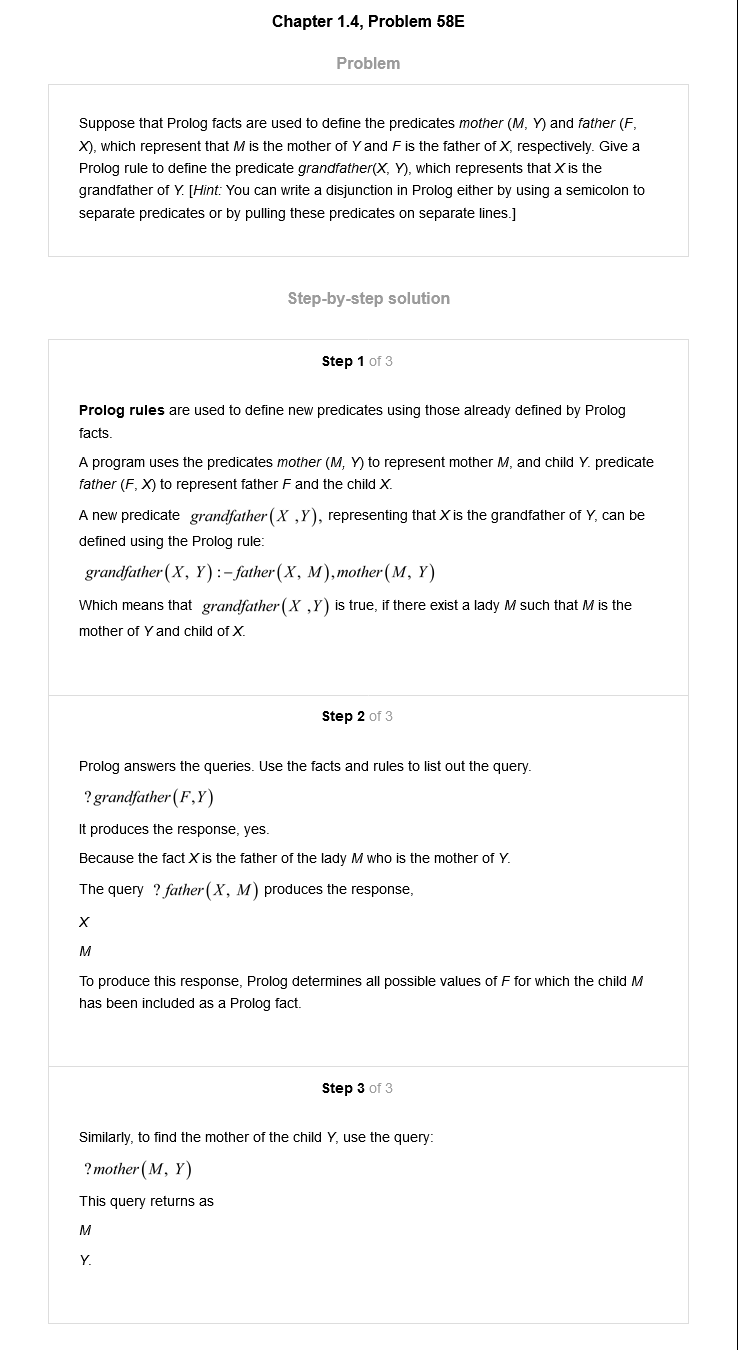 Chapter 1.4, Problem 58E
Problem
Suppose that Prolog facts are used to define the predicates mother (M, Y) and father (F,
X), which represent that M is the mother of Y and F is the father of X, respectively. Give a
Prolog rule to define the predicate grandfather(X, Y), which represents that X is the
grandfather of Y. [Hint: You can write a disjunction in Prolog either by using a semicolon to
separate predicates or by pulling these predicates on separate lines.]
Step-by-step solution
Step 1 of 3
Prolog rules are used to define new predicates using those already defined by Prolog
facts.
A program uses the predicates mother (M, Y) to represent mother M, and child Y. predicate
father (F, X) to represent father F and the child X.
A new predicate grandfather(X ,Y), representing that X is the grandfather of Y, can be
defined using the Prolog rule:
grandfather(X, Y):−father(X, M),mother(M, Y)
Which means that grandfather(X ,Y) is true, if there exist a lady M such that M is the
mother of Y and child of X.
Step 2 of 3
Prolog answers the queries. Use the facts and rules to list out the query.
?grandfather(F,Y)
It produces the response, yes.
Because the fact X is the father of the lady M who is the mother of Y.
The query ?father(X, M) produces the response,
X
M
To produce this response, Prolog determines all possible values of F for which the child M
has been included as a Prolog fact.
Step 3 of 3
Similarly, to find the mother of the child Y, use the query:
?mother(M, Y)
This query returns as
M
Y.